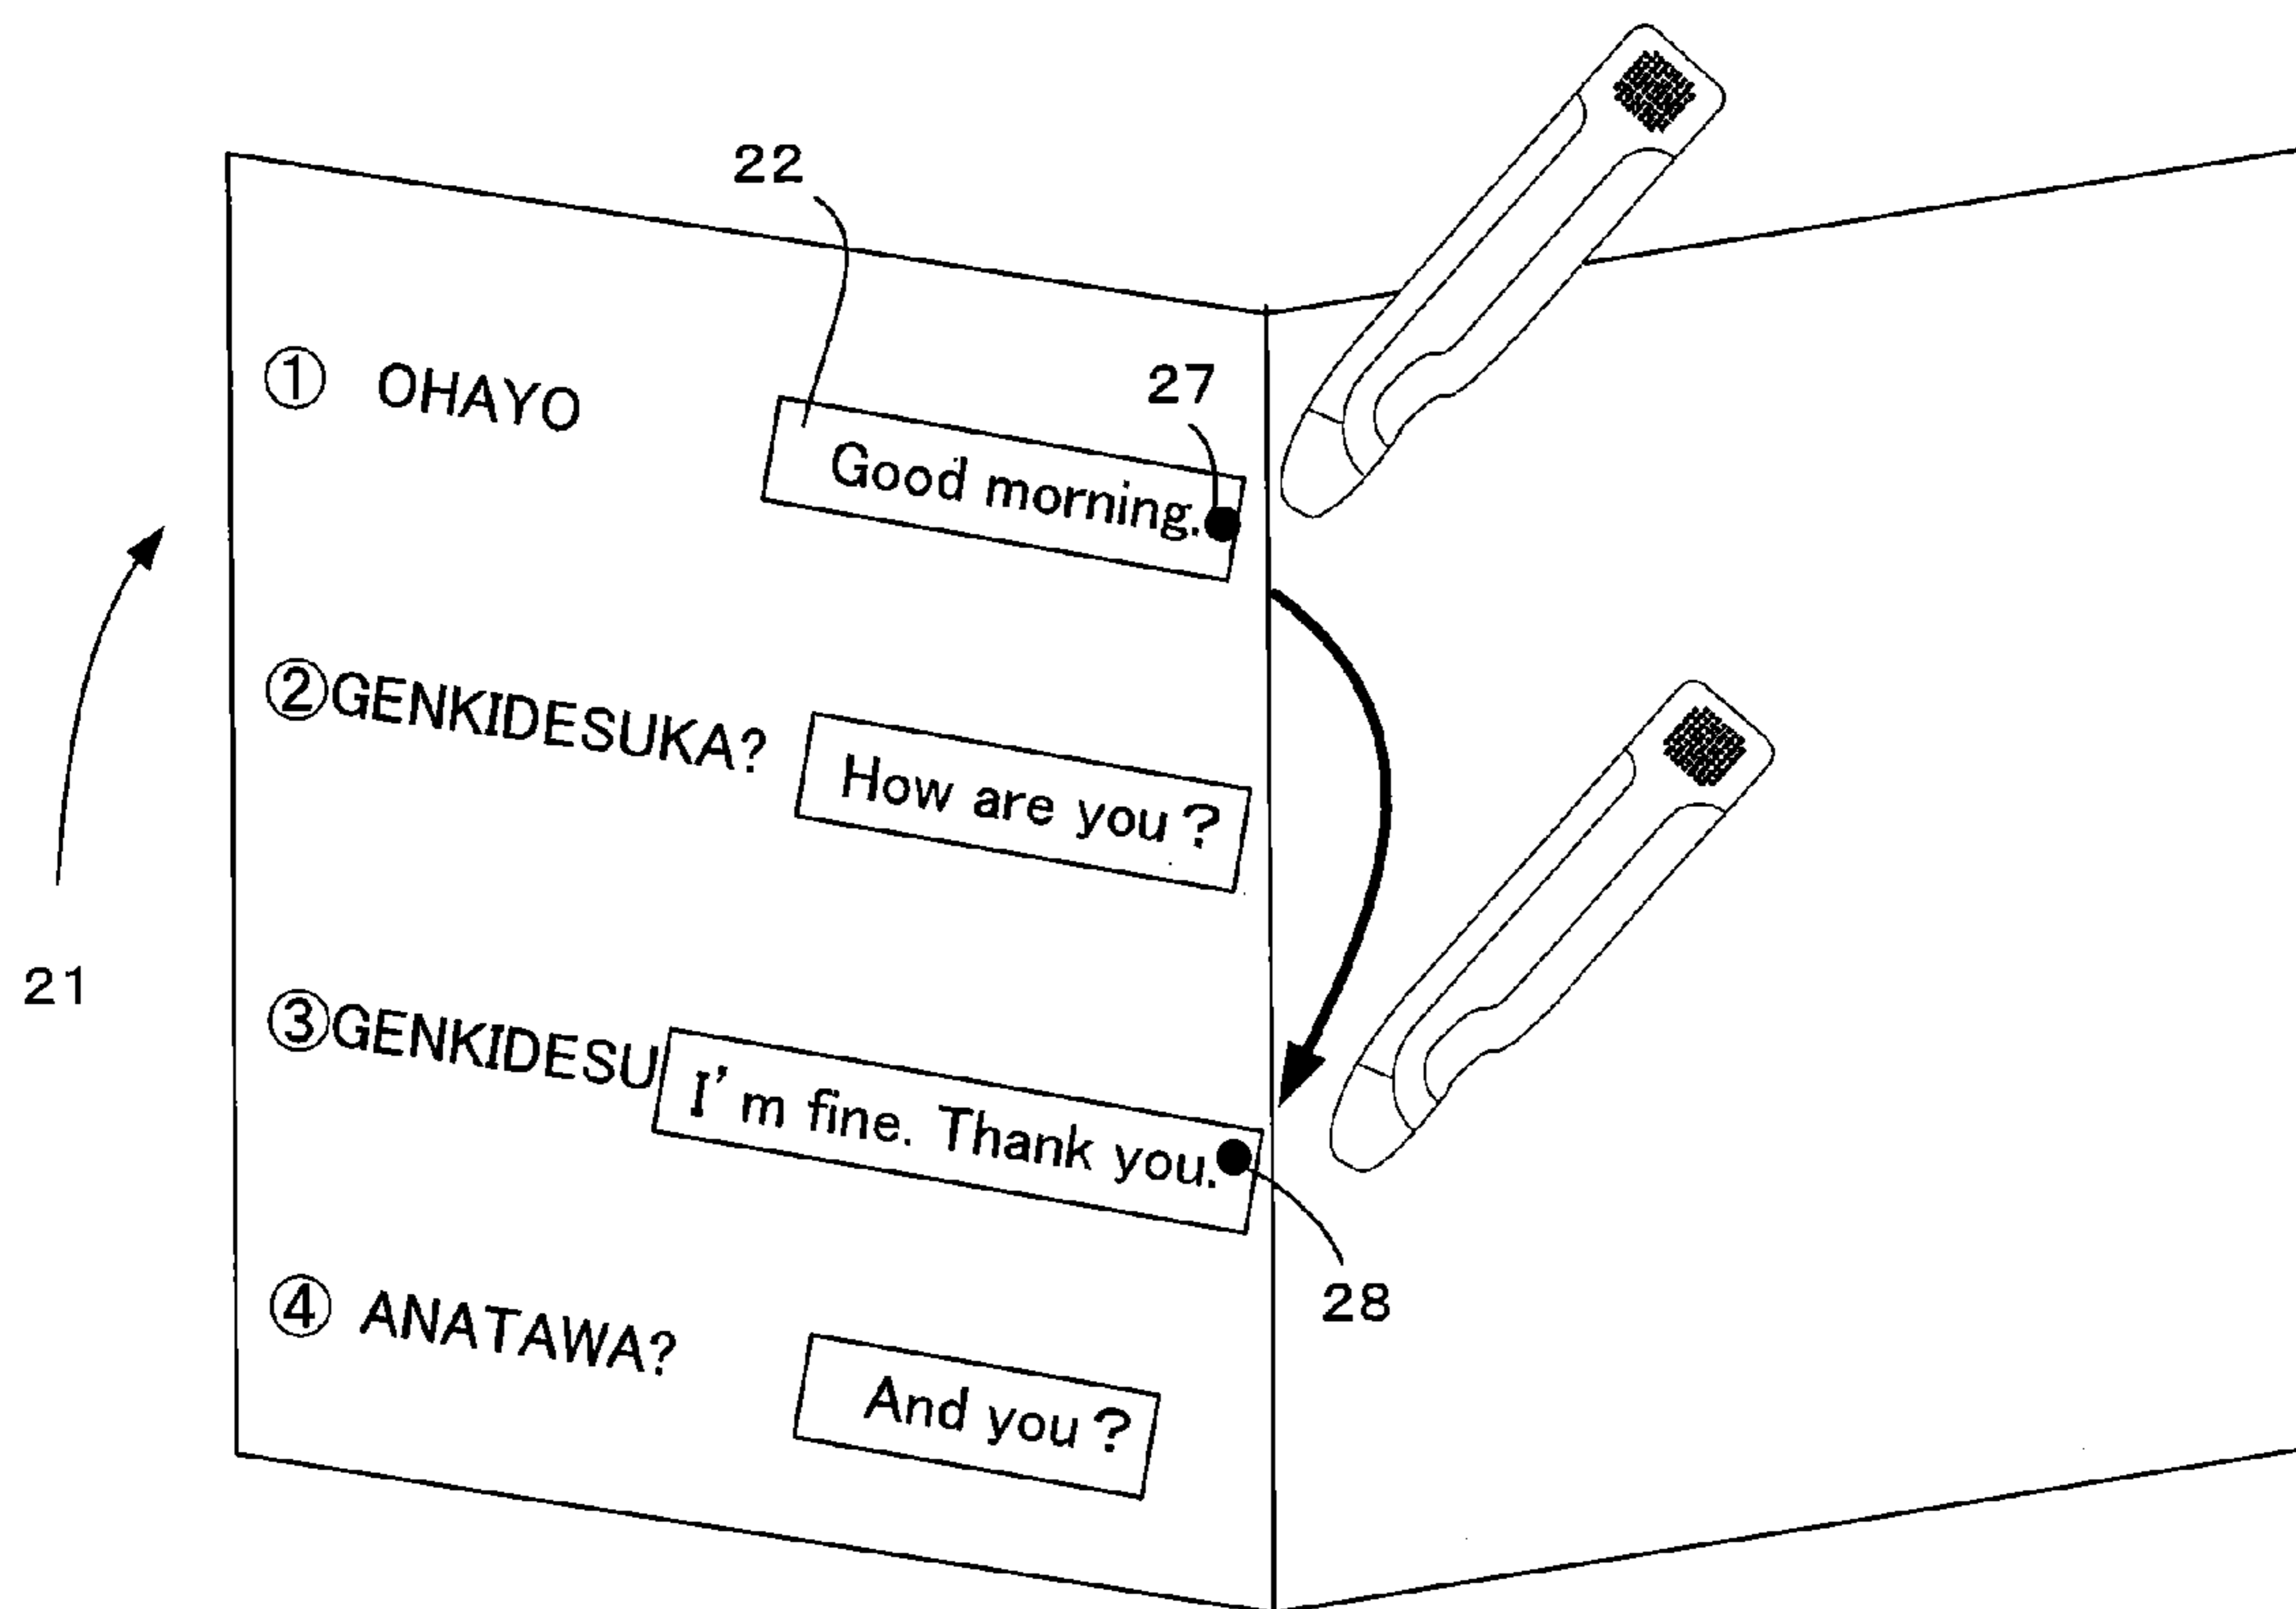 22
27
① OHAYO
Good morning.
②GENKIDESUKA?
How are you?
21
③GENKIDESU
I'm fine. Thank you.
28
④ ANATAWA?
And you?